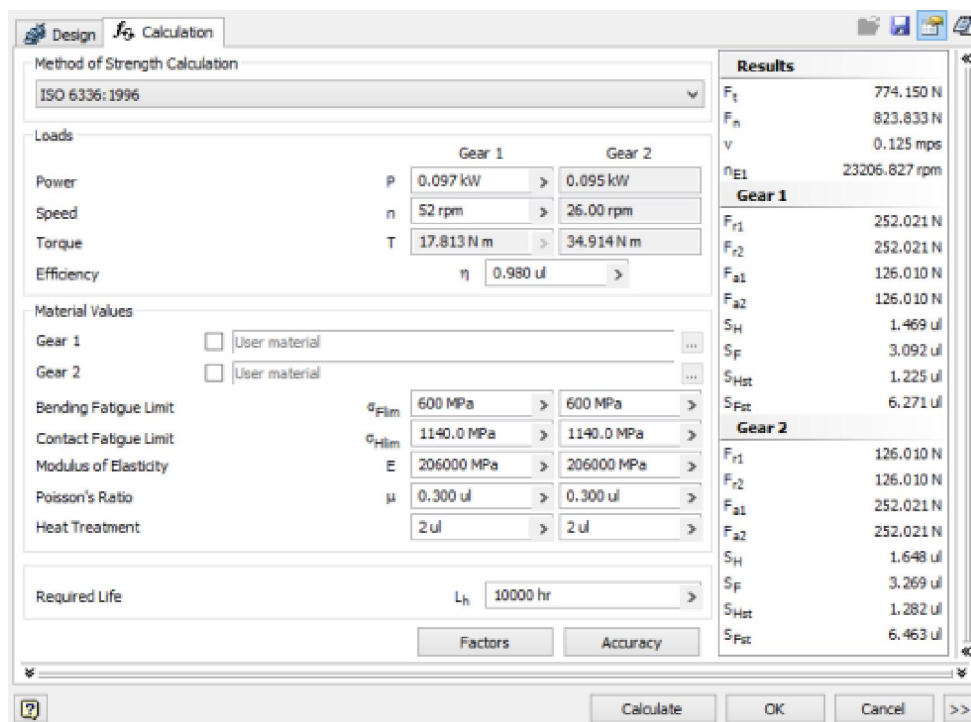 Design Calculation
Method of Strength Calculation
ISO 6336:1996
Loads
Gear 1 Gear 2
Power P 0.097 kW > 0.095 kW
Speed n 52 rpm > 26.00 rpm
Torque T 17.813 N m > 34.914 N m
Efficiency η 0.980 ul >
Material Values
Gear 1 User material ...
Gear 2 User material ...
Bending Fatigue Limit σFlim 600 MPa > 600 MPa >
Contact Fatigue Limit σHlim 1140.0 MPa > 1140.0 MPa >
Modulus of Elasticity E 206000 MPa > 206000 MPa >
Poisson's Ratio μ 0.300 ul > 0.300 ul >
Heat Treatment 2 ul > 2 ul >
Required Life Lh 10000 hr >
Factors Accuracy
Results
Ft 774.150 N
Fn 823.833 N
v 0.125 mps
nE1 23206.827 rpm
Gear 1
Fr1 252.021 N
Fr2 252.021 N
Fa1 126.010 N
Fa2 126.010 N
SH 1.469 ul
SF 3.092 ul
SHst 1.225 ul
SFst 6.271 ul
Gear 2
Fr1 126.010 N
Fr2 126.010 N
Fa1 252.021 N
Fa2 252.021 N
SH 1.648 ul
SF 3.269 ul
SHst 1.282 ul
SFst 6.463 ul
? Calculate OK Cancel >>